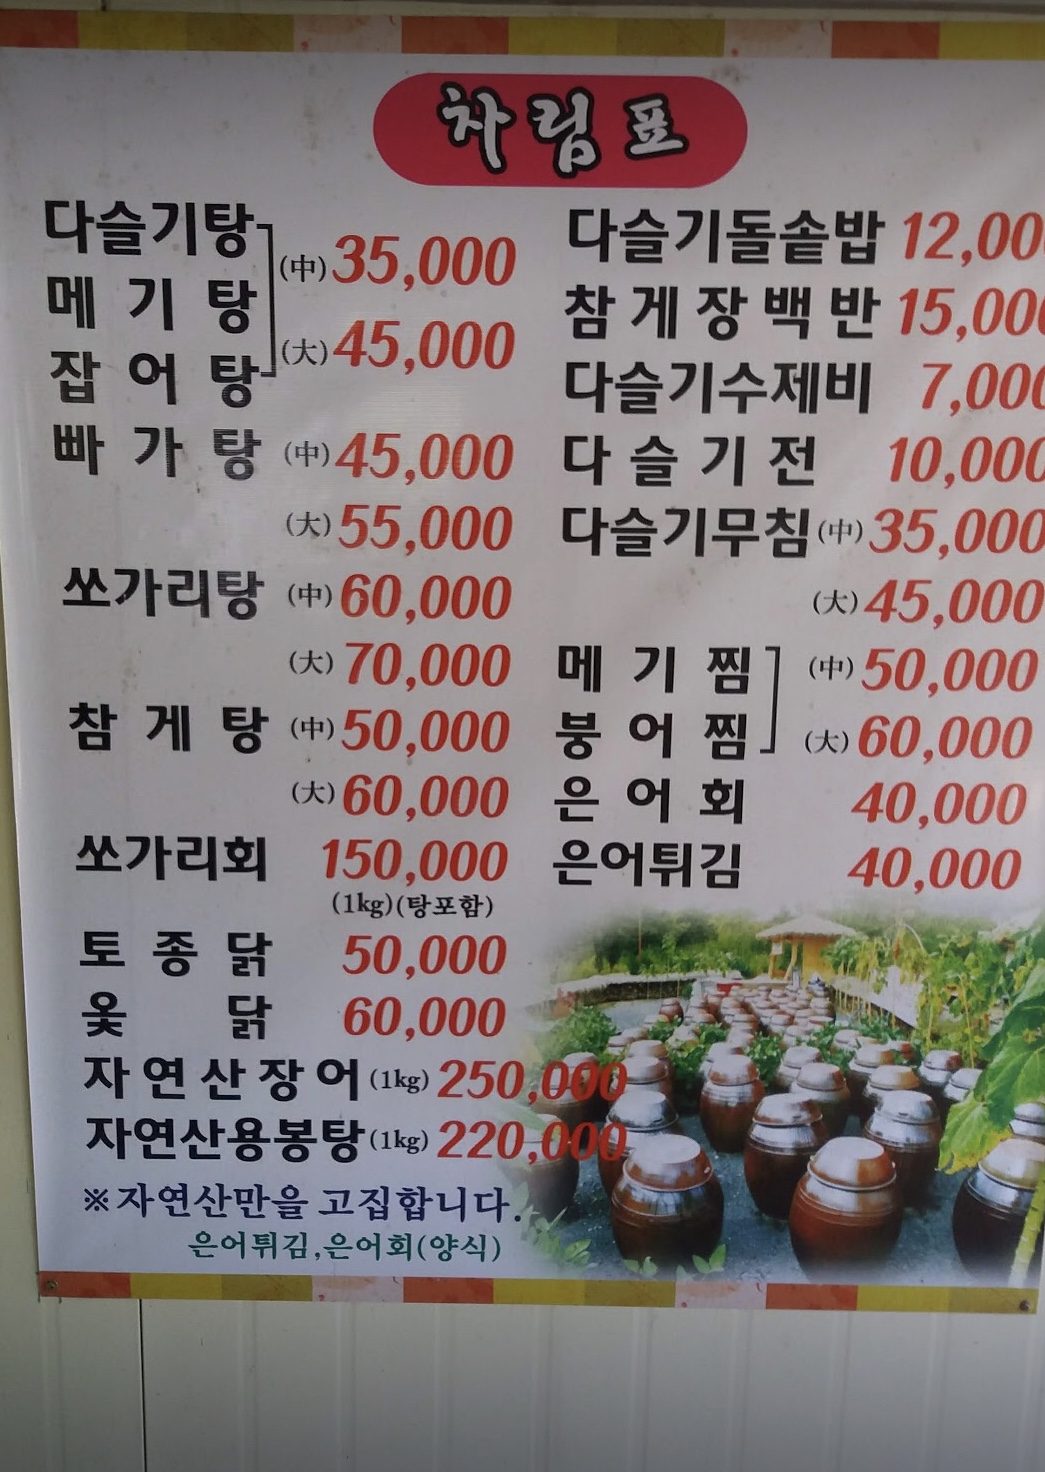 차림표
다슬기탕
메기탕
잡어탕
(中) 35,000
(大) 45,000
빠가탕 (中) 45,000
(大) 55,000
쏘가리탕 (中) 60,000
(大) 70,000
참게탕 (中) 50,000
(大) 60,000
쏘가리회 150,000
(1kg)(탕포함)
토종닭 50,000
옻닭 60,000
자연산장어 (1kg) 250,000
자연산용봉탕 (1kg) 220,000
※자연산만을 고집합니다.
은어튀김,은어회(양식)
다슬기돌솥밥 12,00
참게장백반 15,000
다슬기수제비 7,000
다슬기전 10,000
다슬기무침 (中) 35,000
(大) 45,000
메기찜
붕어찜
(中) 50,000
(大) 60,000
은어회 40,000
은어튀김 40,000